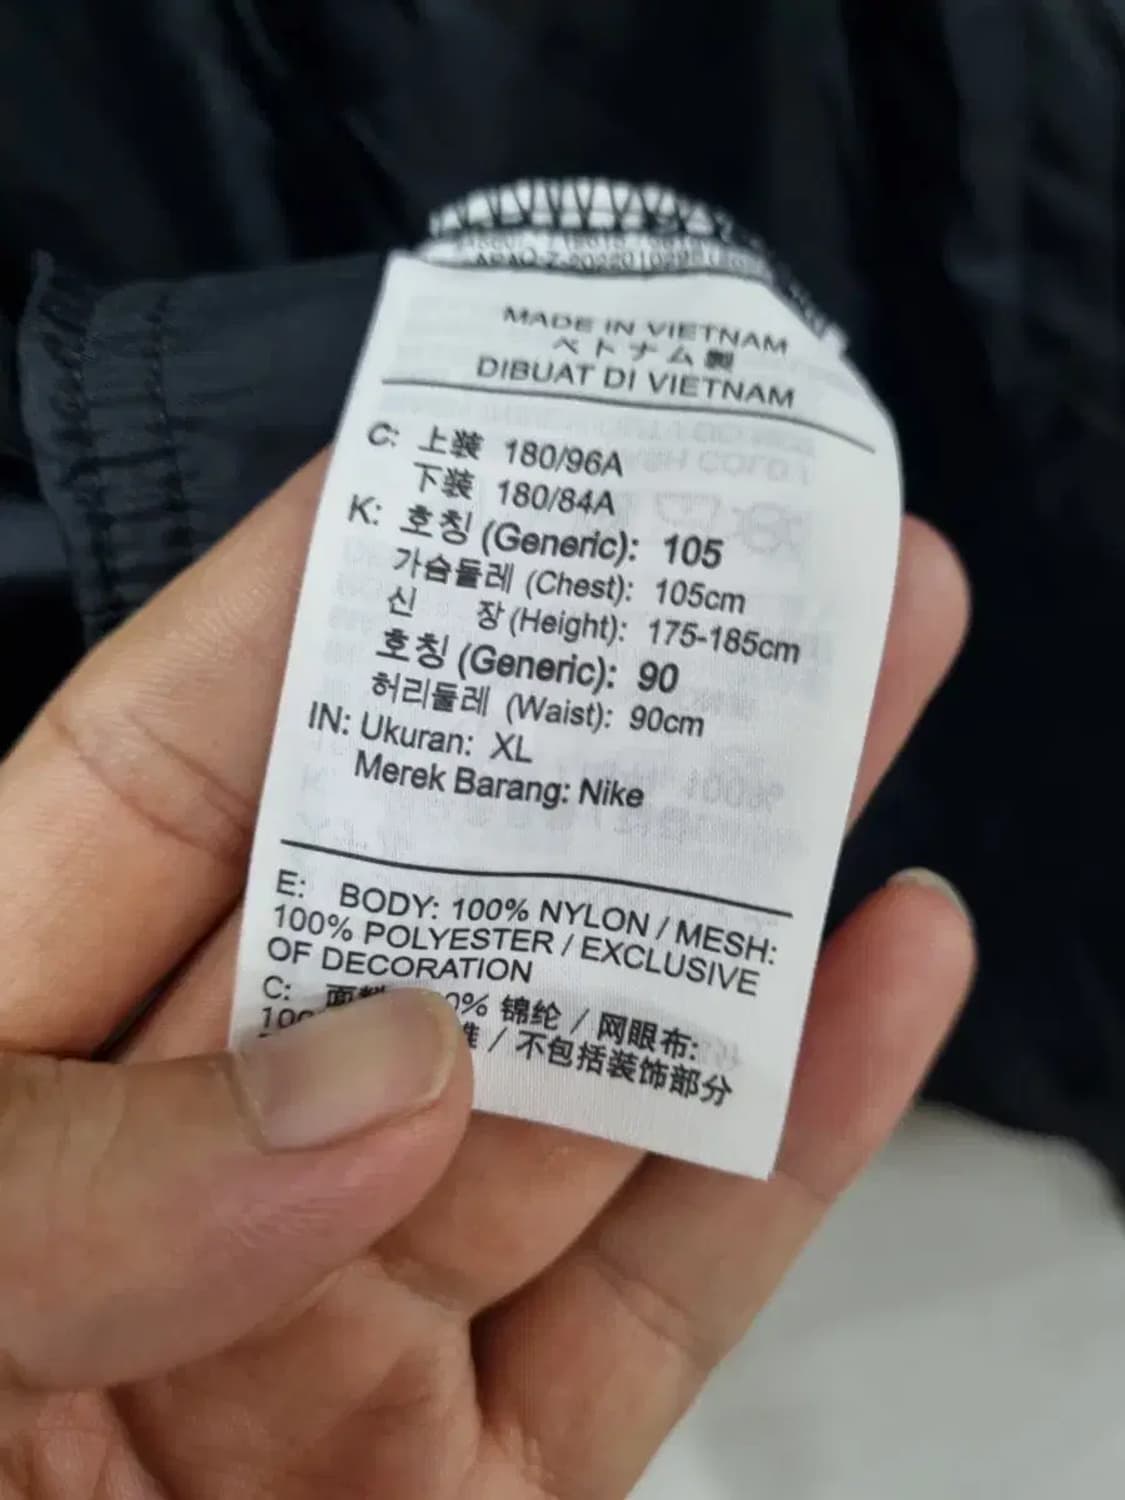 MADE IN VIETNAM
ベトナム製
DIBUAT DI VIETNAM
C: 上装 180/96A
下装 180/84A
K: 호칭 (Generic): 105
가슴둘레 (Chest): 105cm
신 장 (Height): 175-185cm
호칭 (Generic): 90
허리둘레 (Waist): 90cm
IN: Ukuran: XL
Merek Barang: Nike
E: BODY: 100% NYLON / MESH:
100% POLYESTER / EXCLUSIVE
OF DECORATION
C: 面料 0% 锦纶 / 网眼布:
/ 不包括装饰部分